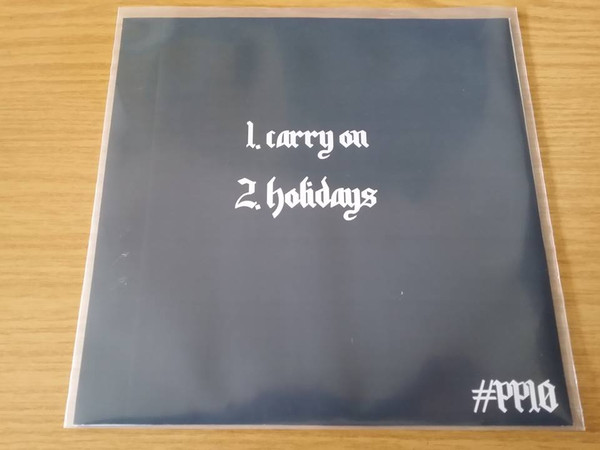 1. carry on
2. holidays
#PP10